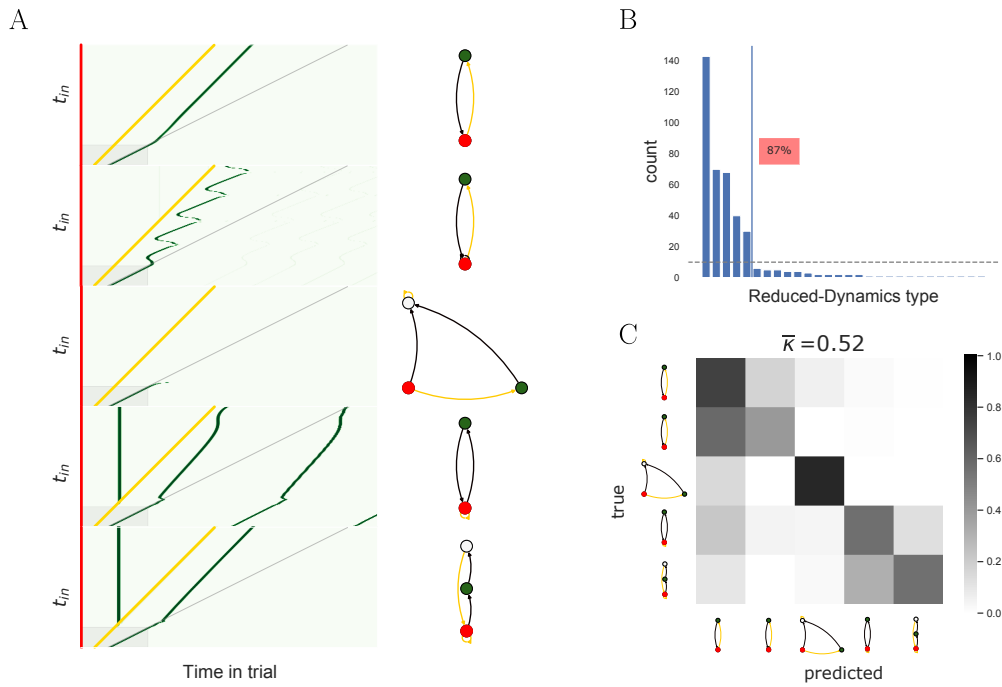 A
t_in
t_in
t_in
t_in
t_in
Time in trial
B
count
140
120
100
80
60
40
20
0
87%
Reduced-Dynamics type
C
κ̅ =0.52
true
predicted
1.0
0.8
0.6
0.4
0.2
0.0